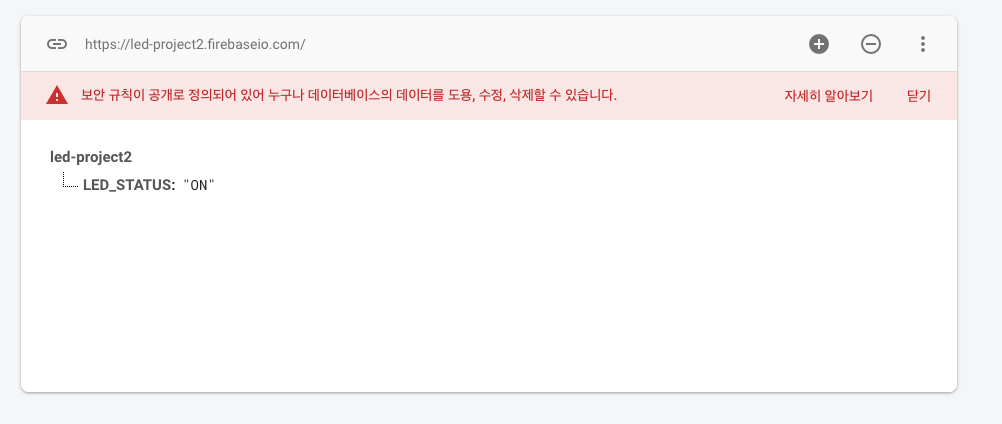 https://led-project2.firebaseio.com/
보안 규칙이 공개로 정의되어 있어 누구나 데이터베이스의 데이터를 도용, 수정, 삭제할 수 있습니다. 자세히 알아보기 닫기
led-project2
LED_STATUS: "ON"